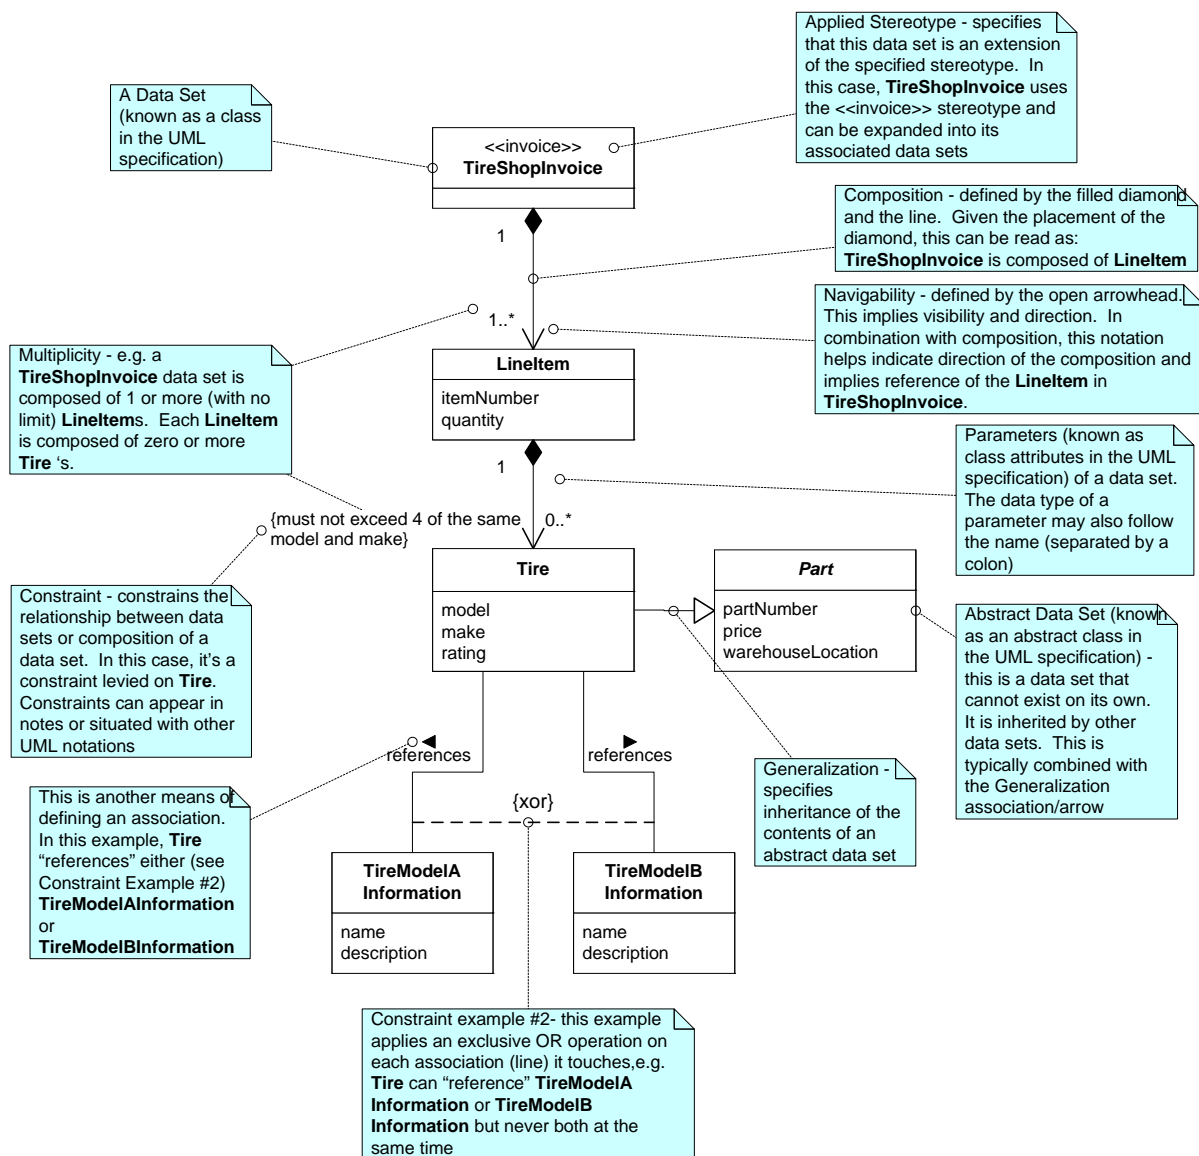 Applied Stereotype - specifies
that this data set is an extension
of the specified stereotype.  In
this case, TireShopInvoice uses
the <<invoice>> stereotype and
can be expanded into its
associated data sets
A Data Set
(known as a class
in the UML
specification)
<<invoice>>
TireShopInvoice
Composition - defined by the filled diamond
and the line.  Given the placement of the
diamond, this can be read as:
TireShopInvoice is composed of LineItem
1
Navigability - defined by the open arrowhead.
This implies visibility and direction.  In
combination with composition, this notation
helps indicate direction of the composition and
implies reference of the LineItem in
TireShopInvoice.
1..*
Multiplicity - e.g. a
TireShopInvoice data set is
composed of 1 or more (with no
limit) LineItems.  Each LineItem
is composed of zero or more
Tire ‘s.
LineItem
itemNumber
quantity
Parameters (known as
class attributes in the UML
specification) of a data set.
The data type of a
parameter may also follow
the name (separated by a
colon)
1
{must not exceed 4 of the same
model and make}
0..*
Tire
model
make
rating
Part
partNumber
price
warehouseLocation
Constraint - constrains the
relationship between data
sets or composition of a
data set.  In this case, it’s a
constraint levied on Tire.
Constraints can appear in
notes or situated with other
UML notations
Abstract Data Set (known
as an abstract class in
the UML specification) -
this is a data set that
cannot exist on its own.
It is inherited by other
data sets.  This is
typically combined with
the Generalization
association/arrow
references
references
Generalization -
specifies
inheritance of the
contents of an
abstract data set
This is another means of
defining an association.
In this example, Tire
“references” either (see
Constraint Example #2)
TireModelAInformation
or
TireModelBInformation
{xor}
TireModelA
Information
name
description
TireModelB
Information
name
description
Constraint example #2- this example
applies an exclusive OR operation on
each association (line) it touches,e.g.
Tire can “reference” TireModelA
Information or TireModelB
Information but never both at the
same time